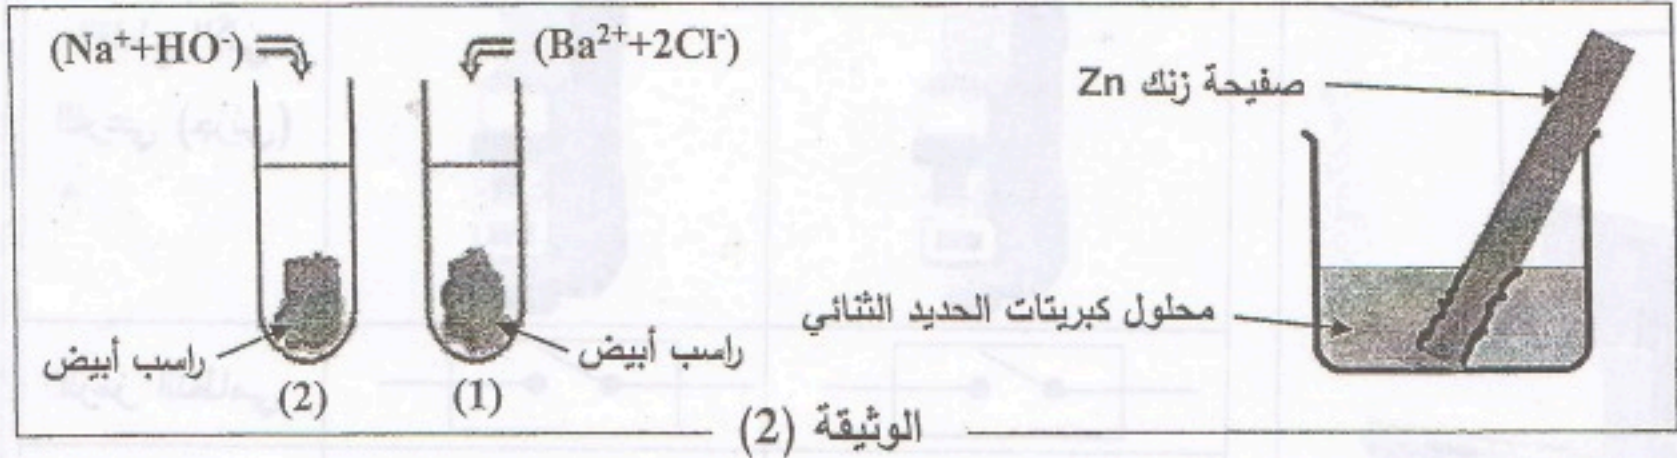 (Na⁺+HO⁻)
(Ba²⁺+2Cl⁻)
صفيحة زنك Zn
محلول كبريتات الحديد الثنائي
راسب أبيض
راسب أبيض
(2)
(1)
الوثيقة (2)